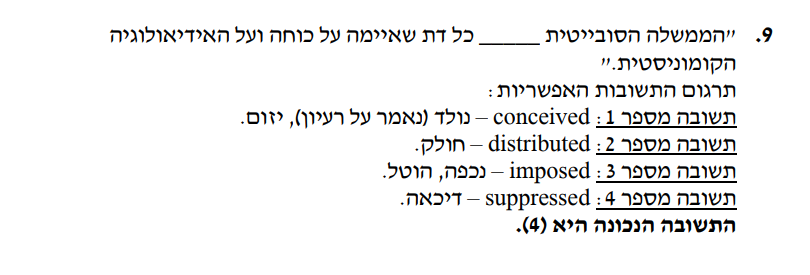 9. "הממשלה הסובייטית _____ כל דת שאיימה על כוחה ועל האידיאולוגיה
הקומוניסטית."
תרגום התשובות האפשריות:
תשובה מספר 1: conceived – נולד (נאמר על רעיון), יזום.
תשובה מספר 2: distributed – חולק.
תשובה מספר 3: imposed – נכפה, הוטל.
תשובה מספר 4: suppressed – דיכאה.
התשובה הנכונה היא (4).